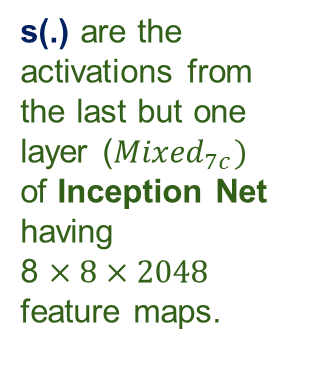 s(.) are the
activations from
the last but one
layer (Mixed₇c)
of Inception Net
having
8 × 8 × 2048
feature maps.